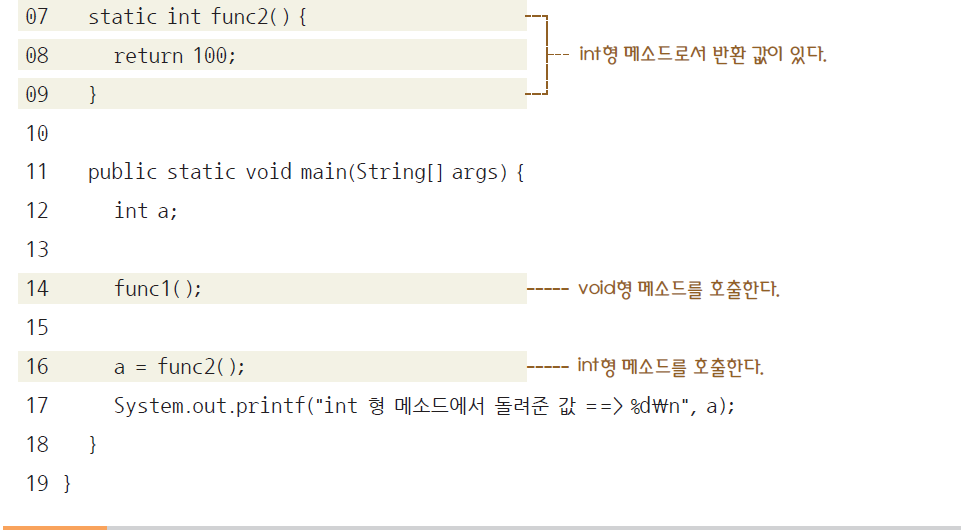 07 static int func2() {
08 return 100;
int형 메소드로서 반환 값이 있다.
09 }
10
11 public static void main(String[] args) {
12 int a;
13
14 func1(); void형 메소드를 호출한다.
15
16 a = func2(); int형 메소드를 호출한다.
17 System.out.printf("int 형 메소드에서 돌려준 값 ==> %d₩n", a);
18 }
19 }